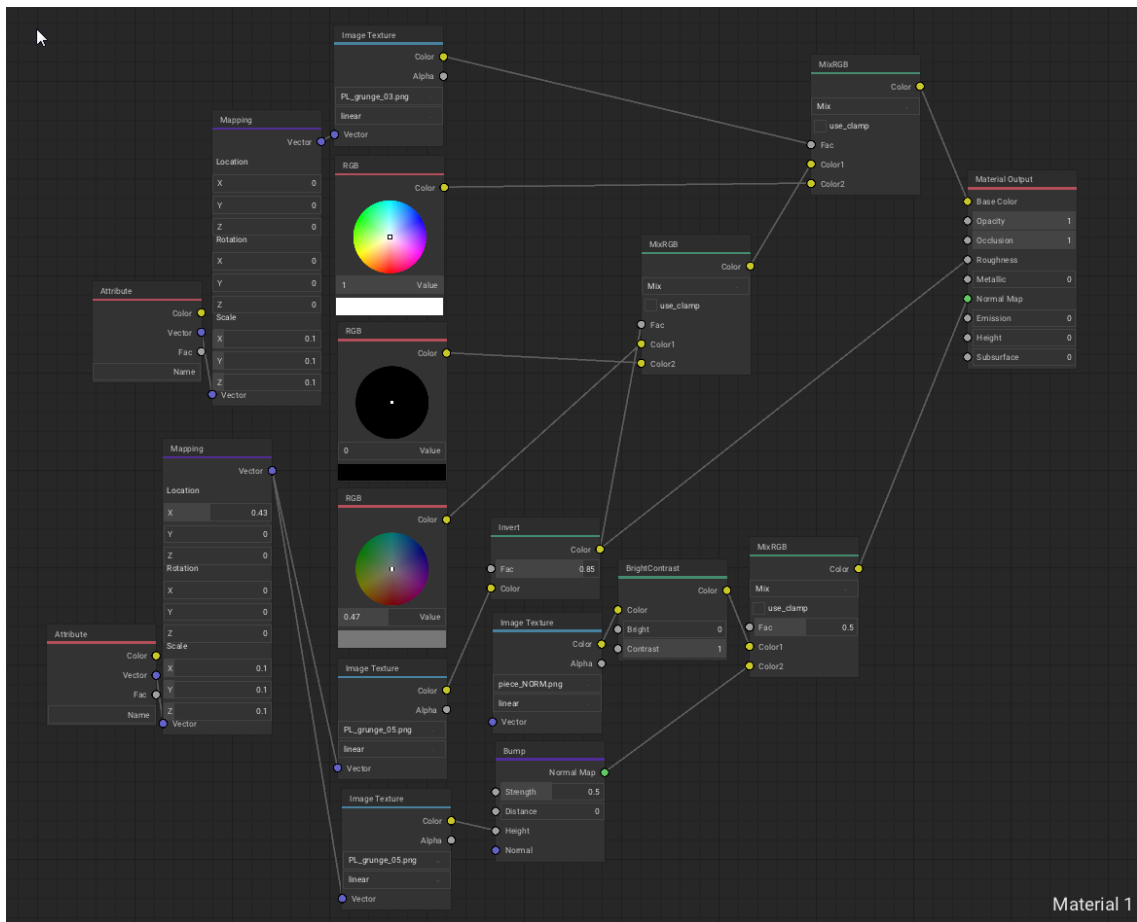 Image Texture
Color
Alpha
PL_grunge_03.png
linear
Vector
Mapping
Vector
Location
X 0
Y 0
Z 0
Rotation
X 0
Y 0
Z 0
Scale
X 0.1
Y 0.1
Z 0.1
Vector
Attribute
Color
Vector
Fac
Name
RGB
Color
1 Value
RGB
Color
0 Value
RGB
Color
0.47 Value
MixRGB
Color
Mix
use_clamp
Fac
Color1
Color2
MixRGB
Color
Mix
use_clamp
Fac
Color1
Color2
Material Output
Base Color
Opacity 1
Occlusion 1
Roughness
Metallic 0
Normal Map
Emission 0
Height 0
Subsurface 0
Mapping
Vector
Location
X 0.43
Y 0
Z 0
Rotation
X 0
Y 0
Z 0
Scale
X 0.1
Y 0.1
Z 0.1
Vector
Attribute
Color
Vector
Fac
Name
Image Texture
Color
Alpha
PL_grunge_05.png
linear
Vector
Image Texture
Color
Alpha
PL_grunge_05.png
linear
Vector
Invert
Color
Fac 0.85
Color
Image Texture
Color
Alpha
piece_NORM.png
linear
Vector
BrightContrast
Color
Color
Bright 0
Contrast 1
MixRGB
Color
Mix
use_clamp
Fac 0.5
Color1
Color2
Bump
Normal Map
Strength 0.5
Distance 0
Height
Normal
Material 1